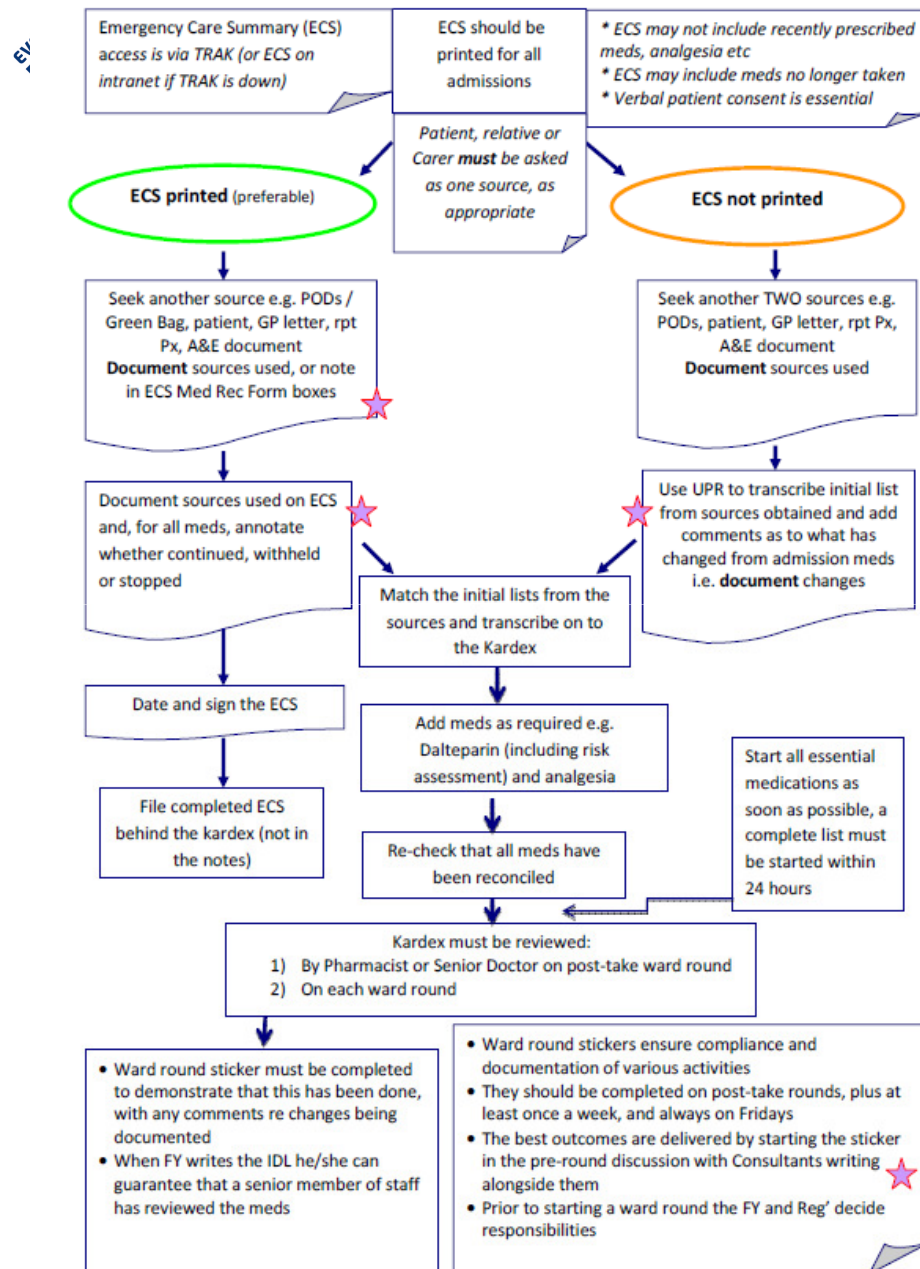 Emergency Care Summary (ECS)
access is via TRAK (or ECS on
intranet if TRAK is down)
ECS should be
printed for all
admissions
* ECS may not include recently prescribed
meds, analgesia etc
* ECS may include meds no longer taken
* Verbal patient consent is essential
Patient, relative or
Carer must be asked
as one source, as
appropriate
ECS printed (preferable)
ECS not printed
Seek another source e.g. PODs /
Green Bag, patient, GP letter, rpt
Px, A&E document
Document sources used, or note
in ECS Med Rec Form boxes
Seek another TWO sources e.g.
PODs, patient, GP letter, rpt Px,
A&E document
Document sources used
Document sources used on ECS
and, for all meds, annotate
whether continued, withheld
or stopped
Use UPR to transcribe initial list
from sources obtained and add
comments as to what has
changed from admission meds
i.e. document changes
Match the initial lists from the
sources and transcribe on to
the Kardex
Date and sign the ECS
Add meds as required e.g.
Dalteparin (including risk
assessment) and analgesia
Start all essential
medications as
soon as possible, a
complete list must
be started within
24 hours
File completed ECS
behind the kardex (not in
the notes)
Re-check that all meds have
been reconciled
Kardex must be reviewed:
1) By Pharmacist or Senior Doctor on post-take ward round
2) On each ward round
• Ward round sticker must be completed
to demonstrate that this has been done,
with any comments re changes being
documented
• When FY writes the IDL he/she can
guarantee that a senior member of staff
has reviewed the meds
• Ward round stickers ensure compliance and
documentation of various activities
• They should be completed on post-take rounds, plus at
least once a week, and always on Fridays
• The best outcomes are delivered by starting the sticker
in the pre-round discussion with Consultants writing
alongside them
• Prior to starting a ward round the FY and Reg' decide
responsibilities